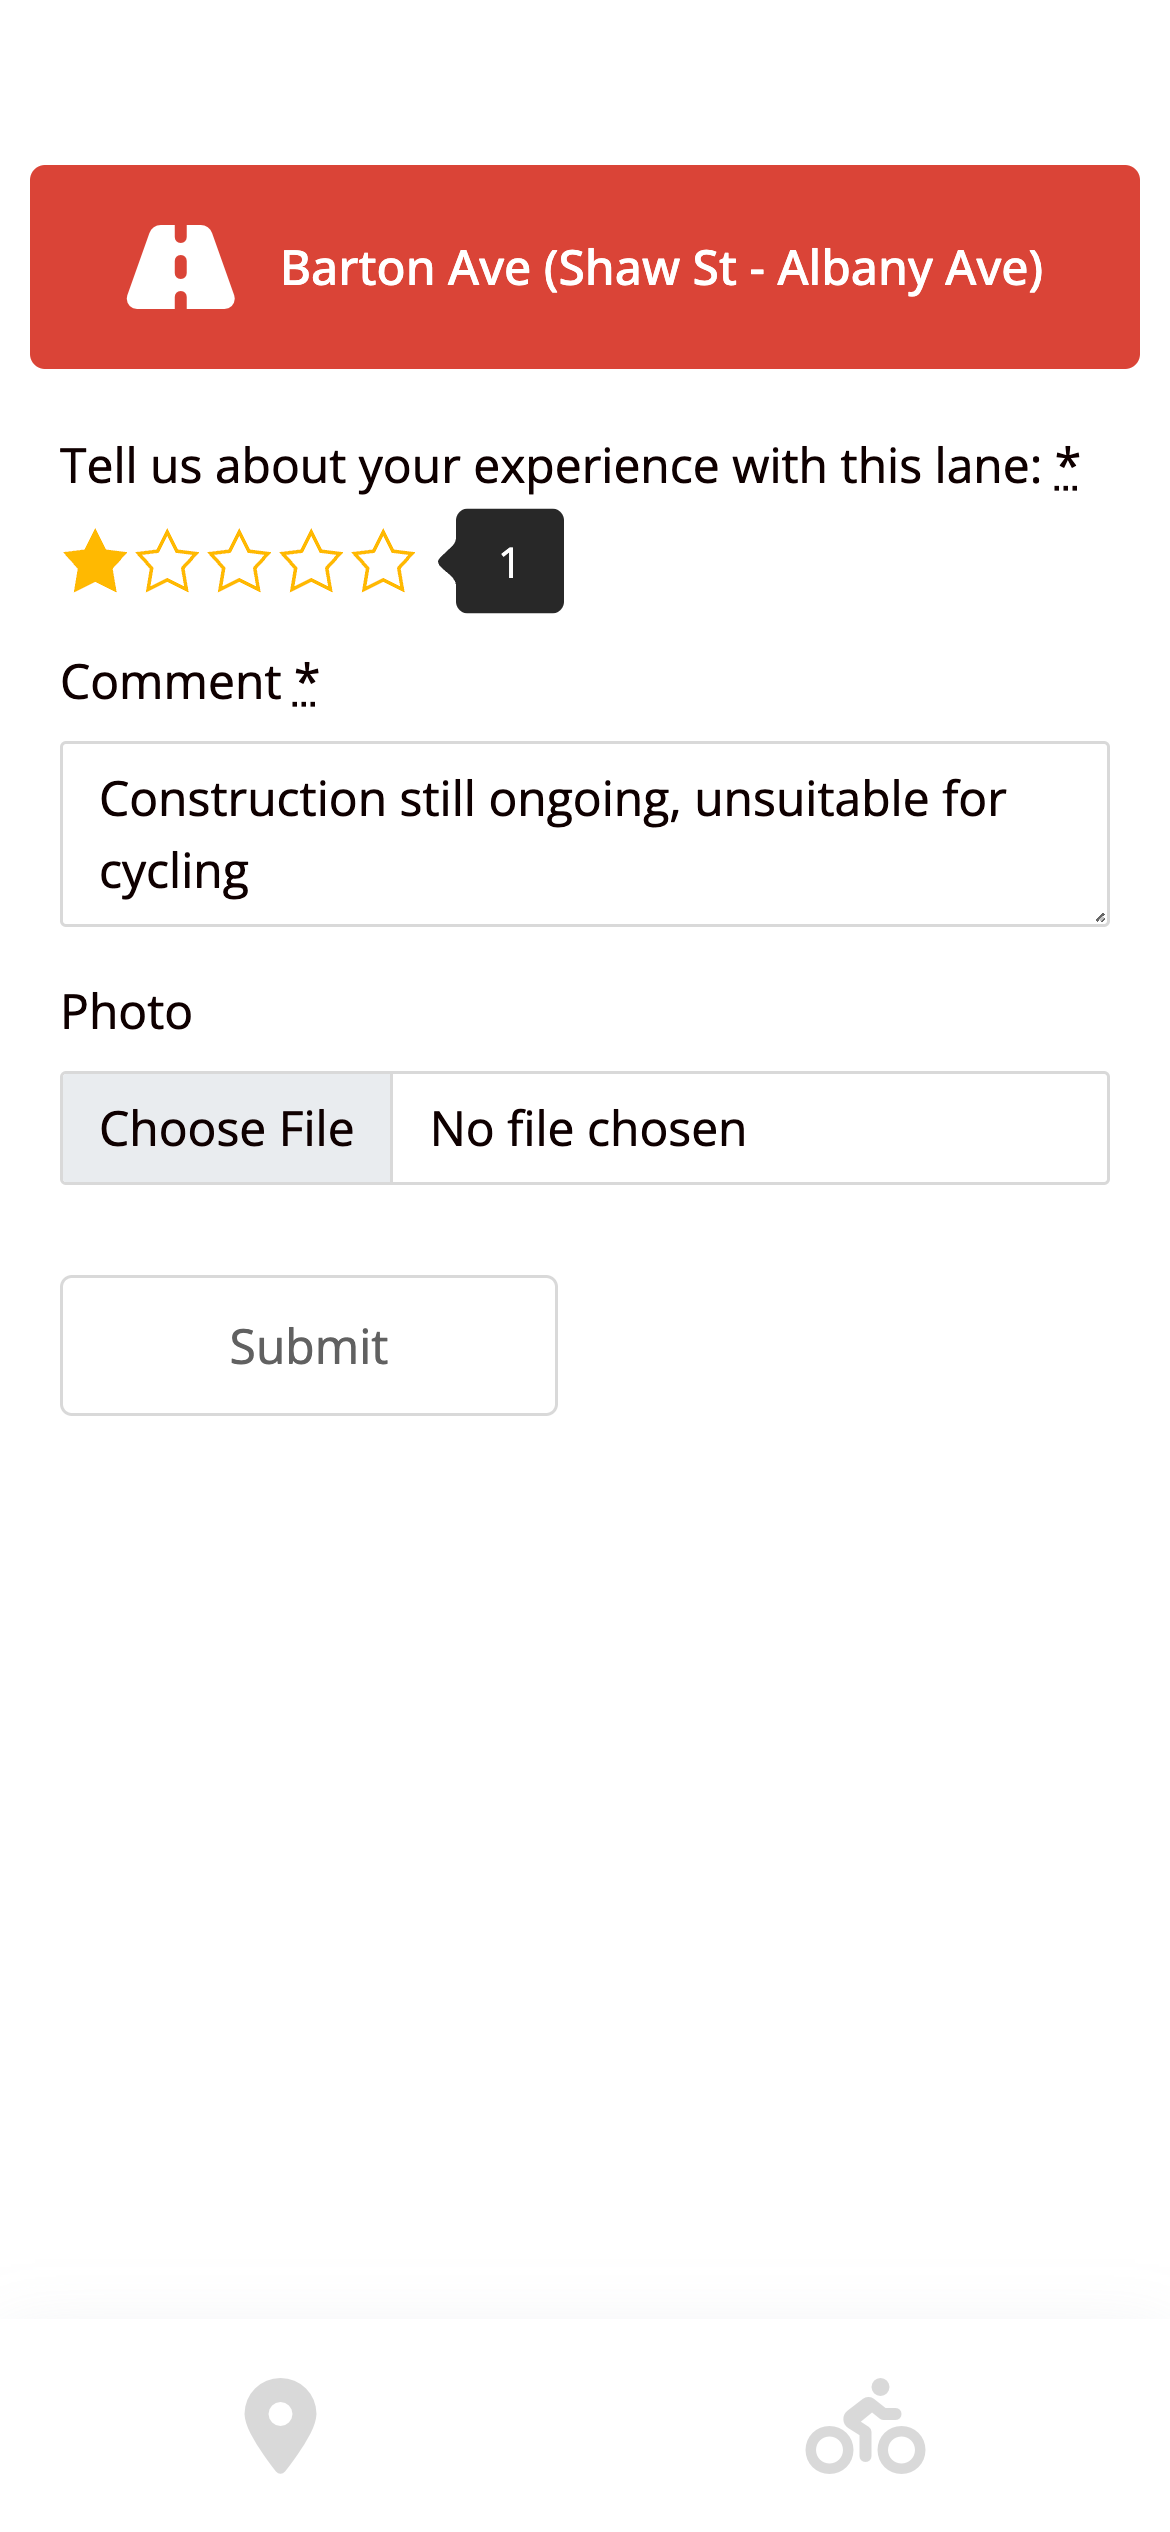 Barton Ave (Shaw St - Albany Ave)
Tell us about your experience with this lane: *
1
Comment *
Construction still ongoing, unsuitable for
cycling
Photo
Choose File No file chosen
Submit